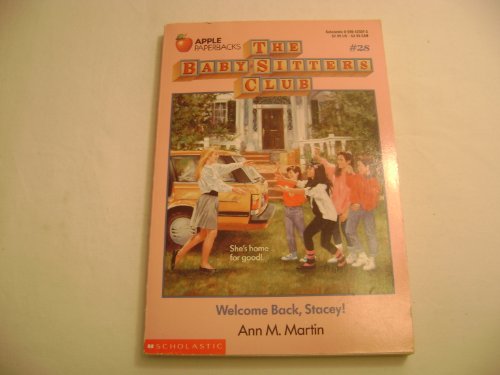 APPLE
PAPERBACKS
THE
BABY-SITTERS
CLUB
#28
She's home
for good!
Welcome Back, Stacey!
Ann M. Martin
SCHOLASTIC